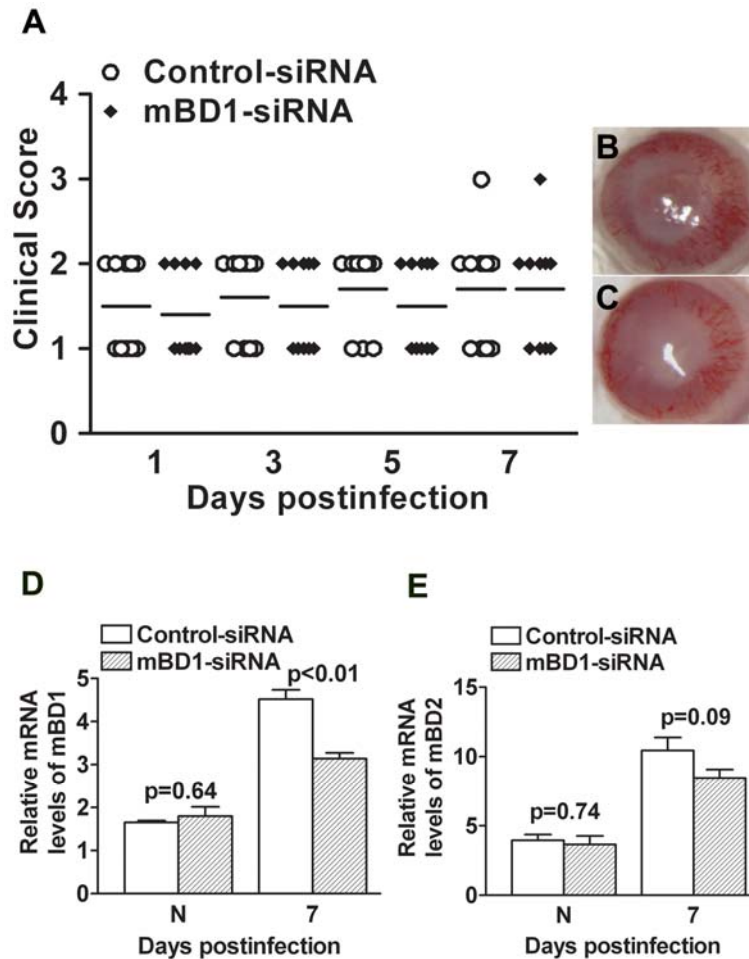 A
Control-siRNA
mBD1-siRNA
Clinical Score
4
3
2
1
0
1 3 5 7
Days postinfection
B
C
D
Control-siRNA
mBD1-siRNA
p<0.01
p=0.64
Relative mRNA
levels of mBD1
5
4
3
2
1
0
N 7
Days postinfection
E
Control-siRNA
mBD1-siRNA
p=0.09
p=0.74
Relative mRNA
levels of mBD2
15
10
5
0
N 7
Days postinfection